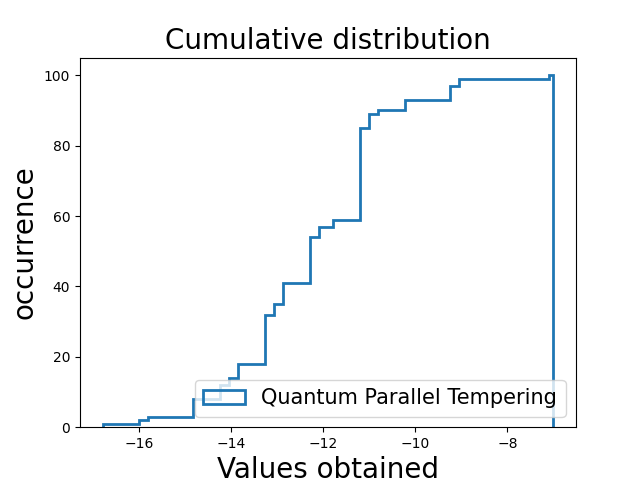 Cumulative distribution
occurrence
100
80
60
40
20
0
Quantum Parallel Tempering
−16
−14
−12
−10
−8
Values obtained